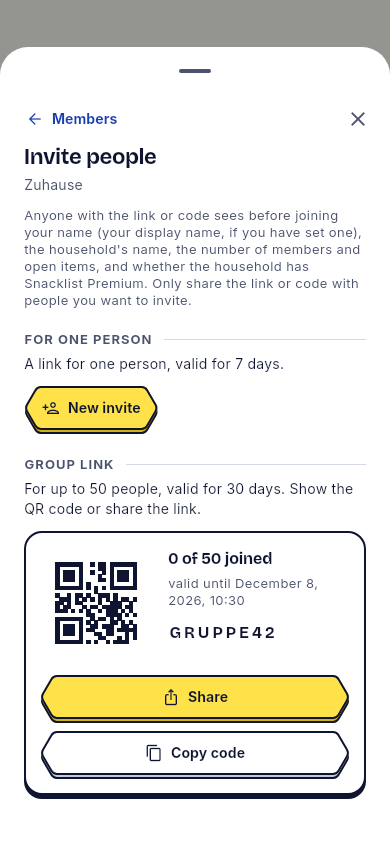 Members
Invite people
Zuhause
Anyone with the link or code sees before joining
your name (your display name, if you have set one),
the household's name, the number of members and
open items, and whether the household has
Snacklist Premium. Only share the link or code with
people you want to invite.
FOR ONE PERSON
A link for one person, valid for 7 days.
New invite
GROUP LINK
For up to 50 people, valid for 30 days. Show the
QR code or share the link.
0 of 50 joined
valid until December 8,
2026, 10:30
GRUPPE42
Share
Copy code